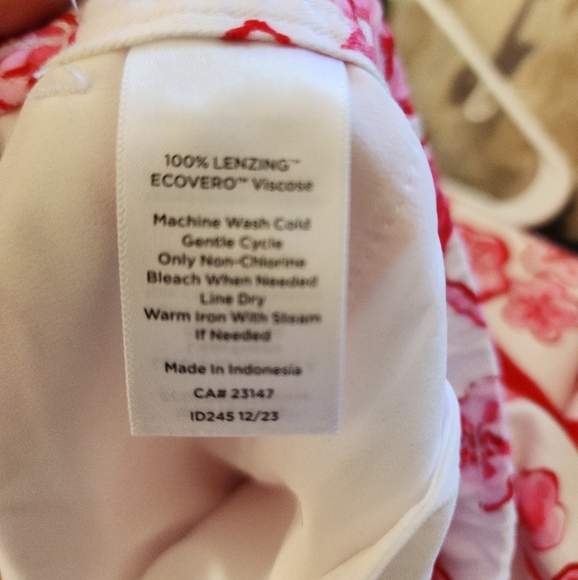 100% LENZING™
ECOVERO™ Viscose
Machine Wash Cold
Gentle Cycle
Only Non-Chlorine
Bleach When Needed
Line Dry
Warm Iron With Steam
If Needed
Made In Indonesia
CA# 23147
ID245 12/23